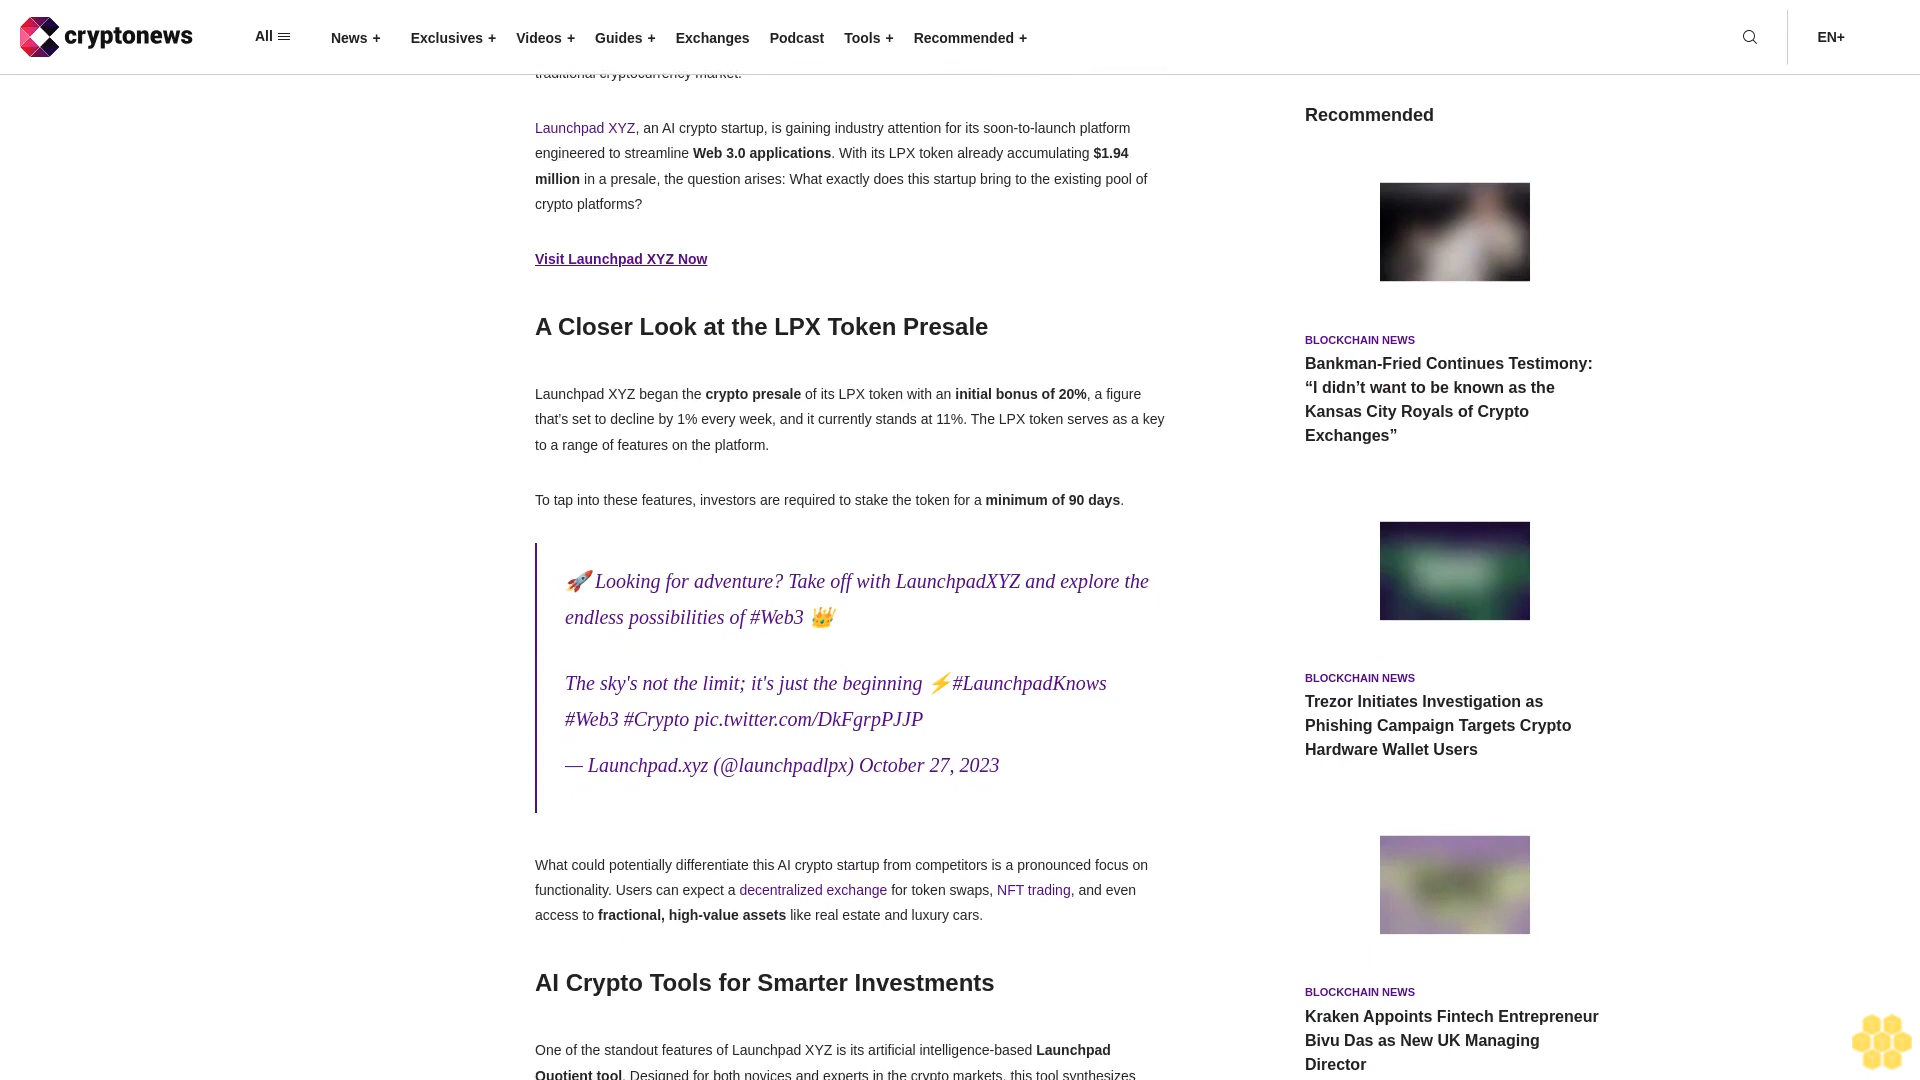 cryptonews
All
News +
Exclusives +
Videos +
Guides +
Exchanges
Podcast
Tools +
Recommended +
EN+
traditional cryptocurrency market.
Launchpad XYZ, an AI crypto startup, is gaining industry attention for its soon-to-launch platform
engineered to streamline Web 3.0 applications. With its LPX token already accumulating $1.94
million in a presale, the question arises: What exactly does this startup bring to the existing pool of
crypto platforms?
Visit Launchpad XYZ Now
A Closer Look at the LPX Token Presale
Launchpad XYZ began the crypto presale of its LPX token with an initial bonus of 20%, a figure
that’s set to decline by 1% every week, and it currently stands at 11%. The LPX token serves as a key
to a range of features on the platform.
To tap into these features, investors are required to stake the token for a minimum of 90 days.
🚀Looking for adventure? Take off with LaunchpadXYZ and explore the
endless possibilities of #Web3 👑
The sky's not the limit; it's just the beginning ⚡#LaunchpadKnows
#Web3 #Crypto pic.twitter.com/DkFgrpPJJP
— Launchpad.xyz (@launchpadlpx) October 27, 2023
What could potentially differentiate this AI crypto startup from competitors is a pronounced focus on
functionality. Users can expect a decentralized exchange for token swaps, NFT trading, and even
access to fractional, high-value assets like real estate and luxury cars.
AI Crypto Tools for Smarter Investments
One of the standout features of Launchpad XYZ is its artificial intelligence-based Launchpad
Quotient tool. Designed for both novices and experts in the crypto markets, this tool synthesizes
Recommended
BLOCKCHAIN NEWS
Bankman-Fried Continues Testimony:
“I didn’t want to be known as the
Kansas City Royals of Crypto
Exchanges”
BLOCKCHAIN NEWS
Trezor Initiates Investigation as
Phishing Campaign Targets Crypto
Hardware Wallet Users
BLOCKCHAIN NEWS
Kraken Appoints Fintech Entrepreneur
Bivu Das as New UK Managing
Director